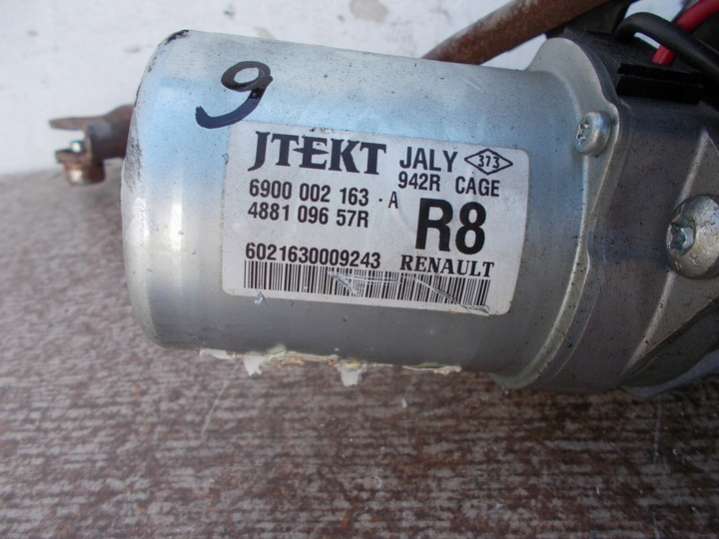 9
JTEKT JALY 373
942R CAGE
6900 002 163 - A
4881 096 57R R8
6021630009243 RENAULT